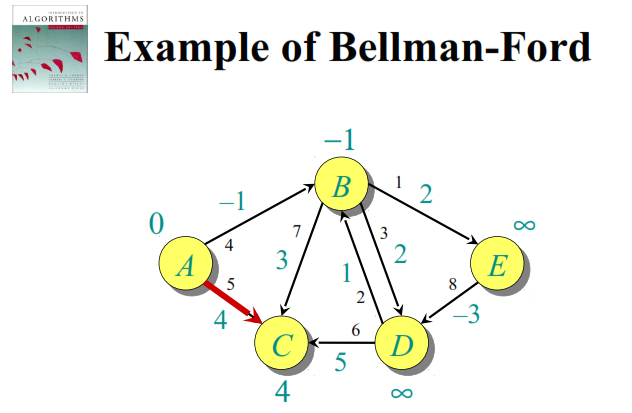 INTRODUCTION TO
ALGORITHMS
Example of Bellman-Ford
–1
B
0
–1
4
1
2
∞
A
5
4
7
3
3
2
1
2
E
8
–3
C
6
5
D
4
∞